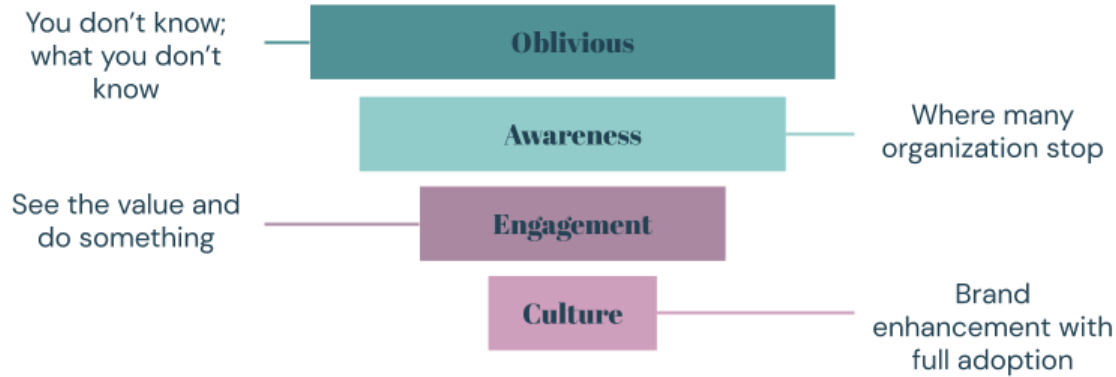 You don’t know;
what you don’t
know
Oblivious
Awareness
Where many
organization stop
See the value and
do something
Engagement
Culture
Brand
enhancement with
full adoption